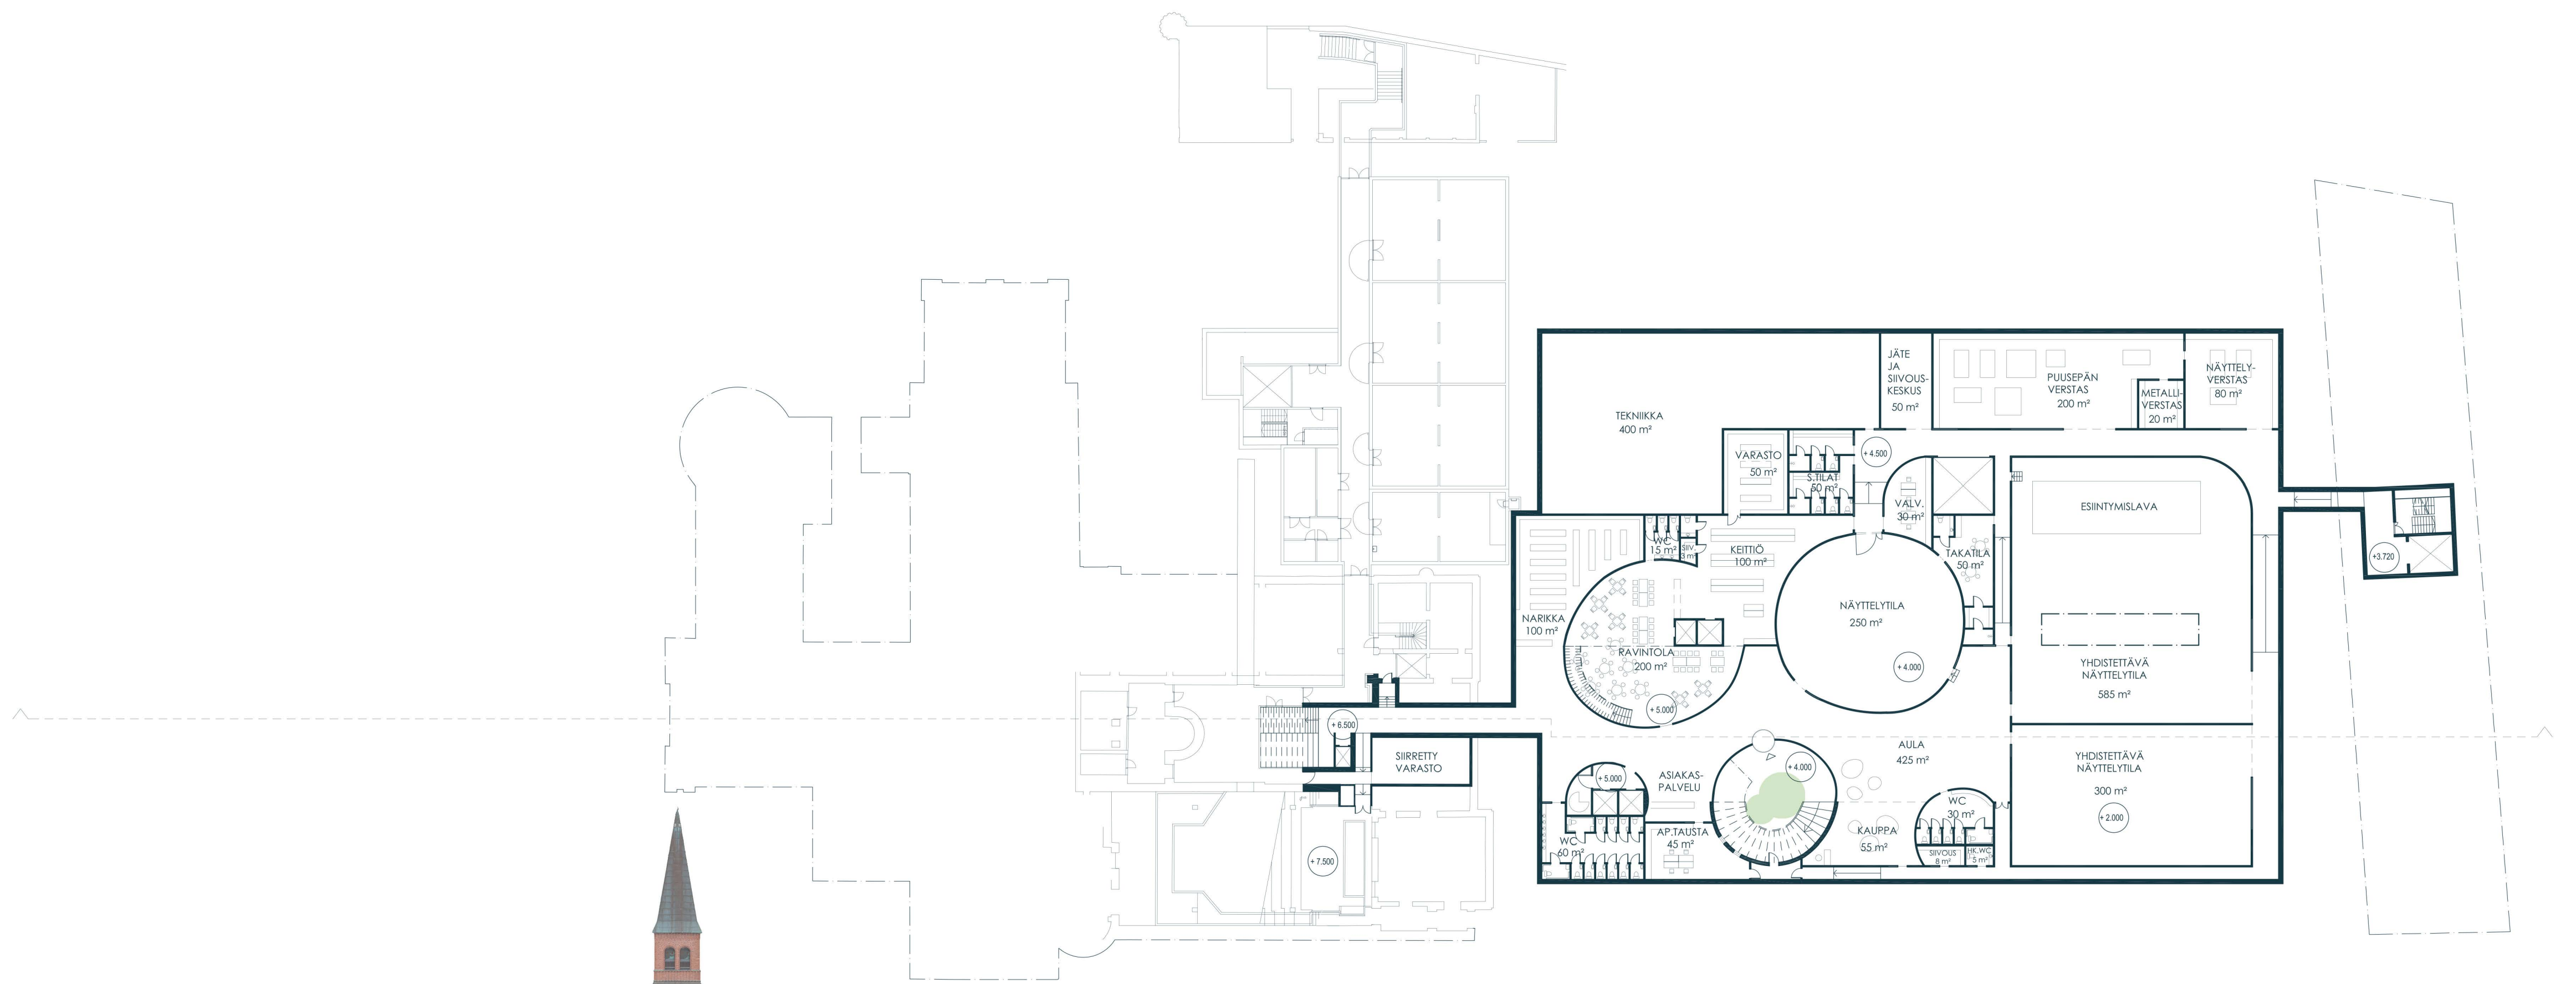 JÄTE
JA
SIIVOUS-
KESKUS
50 m²
PUUSEPÄN
VERSTAS
200 m²
METALLI-
VERSTAS
20 m²
NÄYTTELY-
VERSTAS
80 m²
TEKNIIKKA
400 m²
VARASTO
50 m²
S.TILAT
50 m²
+ 4.500
VALV.
30 m²
ESIINTYMISLAVA
WC
15 m²
SIIV.
3 m²
KEITTIÖ
100 m²
TAKATILA
50 m²
+3.720
NARIKKA
100 m²
NÄYTTELYTILA
250 m²
RAVINTOLA
200 m²
+ 4.000
YHDISTETTÄVÄ
NÄYTTELYTILA
585 m²
+ 5.000
+ 6.500
SIIRRETTY
VARASTO
AULA
425 m²
YHDISTETTÄVÄ
NÄYTTELYTILA
300 m²
+ 5.000
ASIAKAS-
PALVELU
+ 4.000
WC
30 m²
+ 2.000
AP.TAUSTA
45 m²
KAUPPA
55 m²
WC
60 m²
SIIVOUS
8 m²
HK.WC
5 m²
+ 7.500